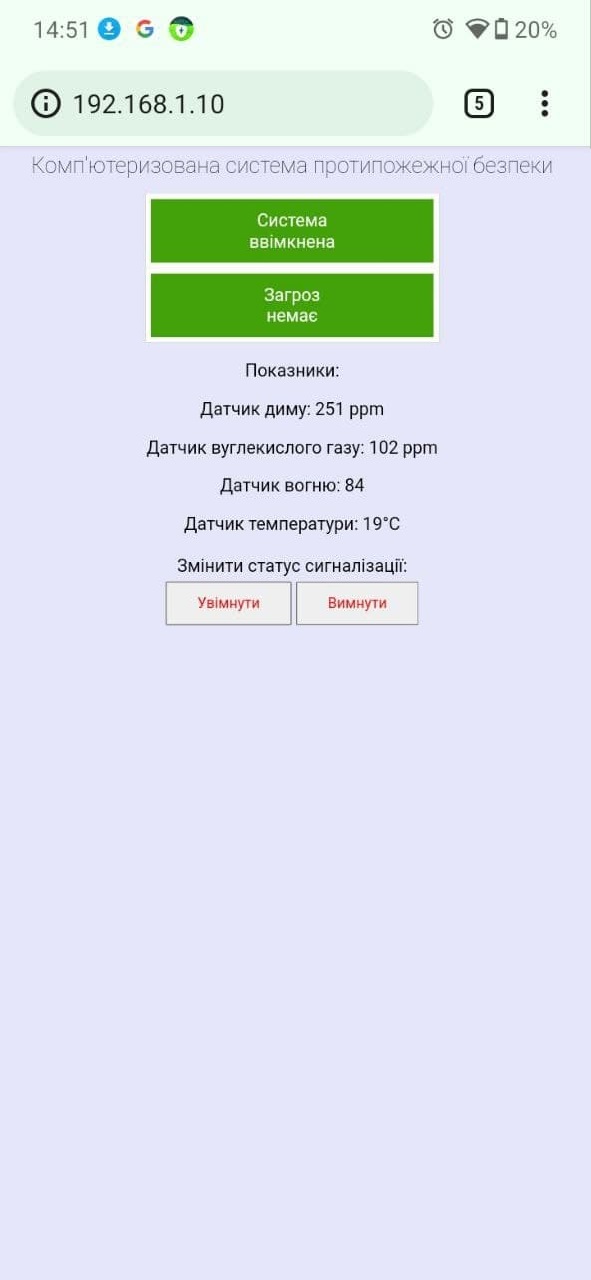 14:51
20%
192.168.1.10
5
Комп'ютеризована система протипожежної безпеки
Система
ввімкнена
Загроз
немає
Показники:
Датчик диму: 251 ppm
Датчик вуглекислого газу: 102 ppm
Датчик вогню: 84
Датчик температури: 19°C
Змінити статус сигналізації:
Увімнути
Вимнути